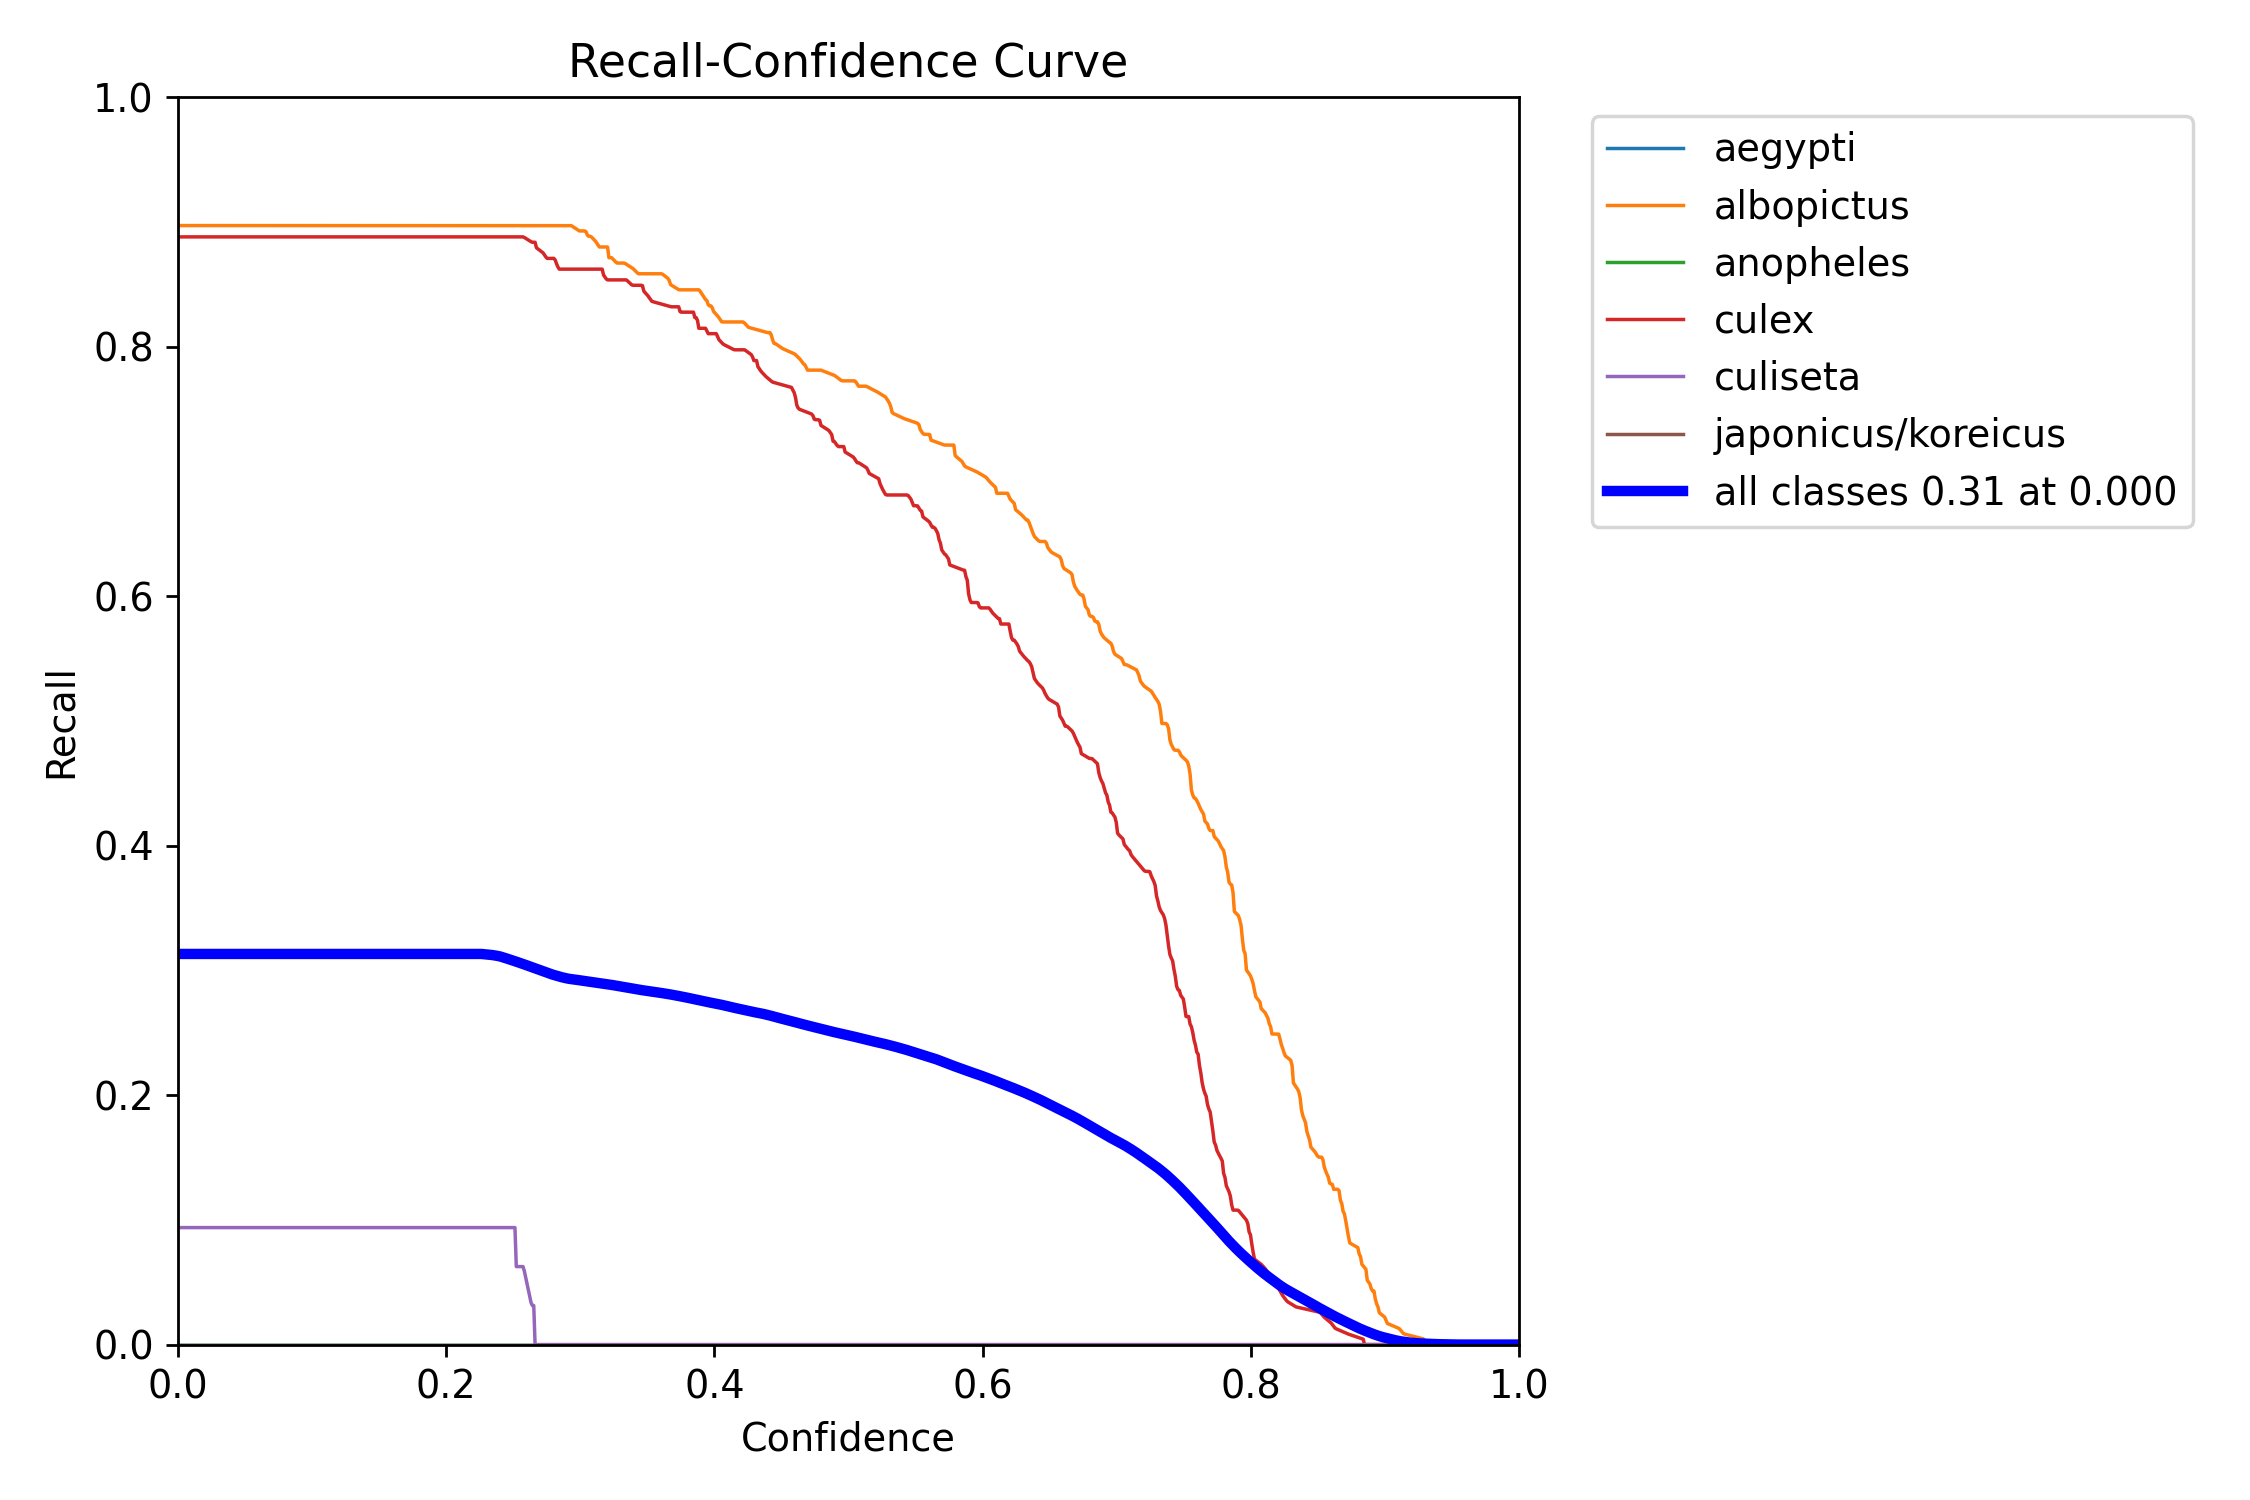 Recall-Confidence Curve
1.0
0.8
0.6
0.4
0.2
0.0
Recall
0.0 0.2 0.4 0.6 0.8 1.0
Confidence
aegypti
albopictus
anopheles
culex
culiseta
japonicus/koreicus
all classes 0.31 at 0.000